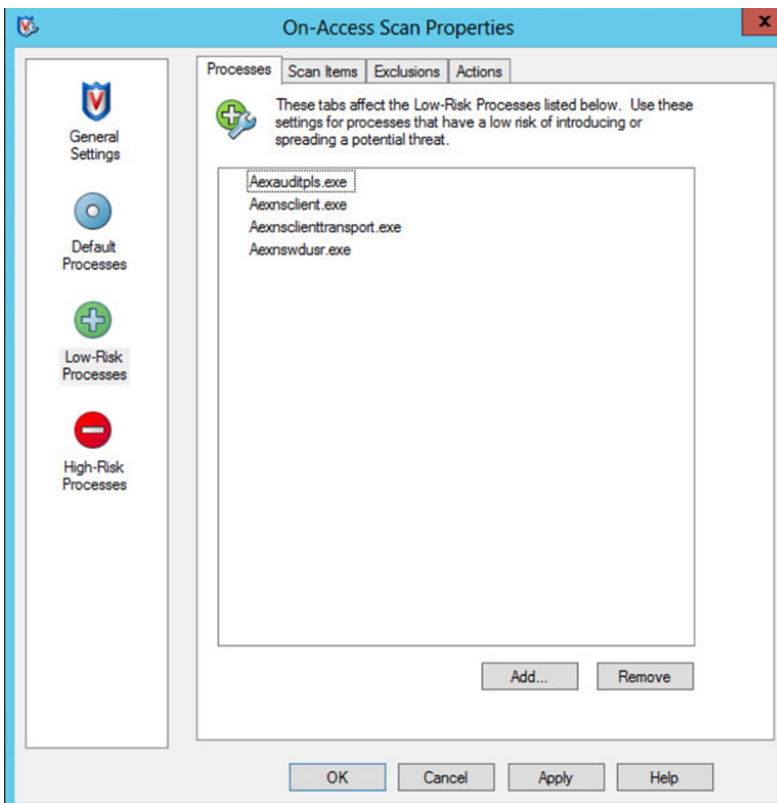 On-Access Scan Properties
x
General
Settings
Default
Processes
Low-Risk
Processes
High-Risk
Processes
Processes
Scan Items
Exclusions
Actions
These tabs affect the Low-Risk Processes listed below. Use these
settings for processes that have a low risk of introducing or
spreading a potential threat.
Aexauditpls.exe
Aexnsclient.exe
Aexnsclienttransport.exe
Aexnswdusr.exe
Add...
Remove
OK
Cancel
Apply
Help